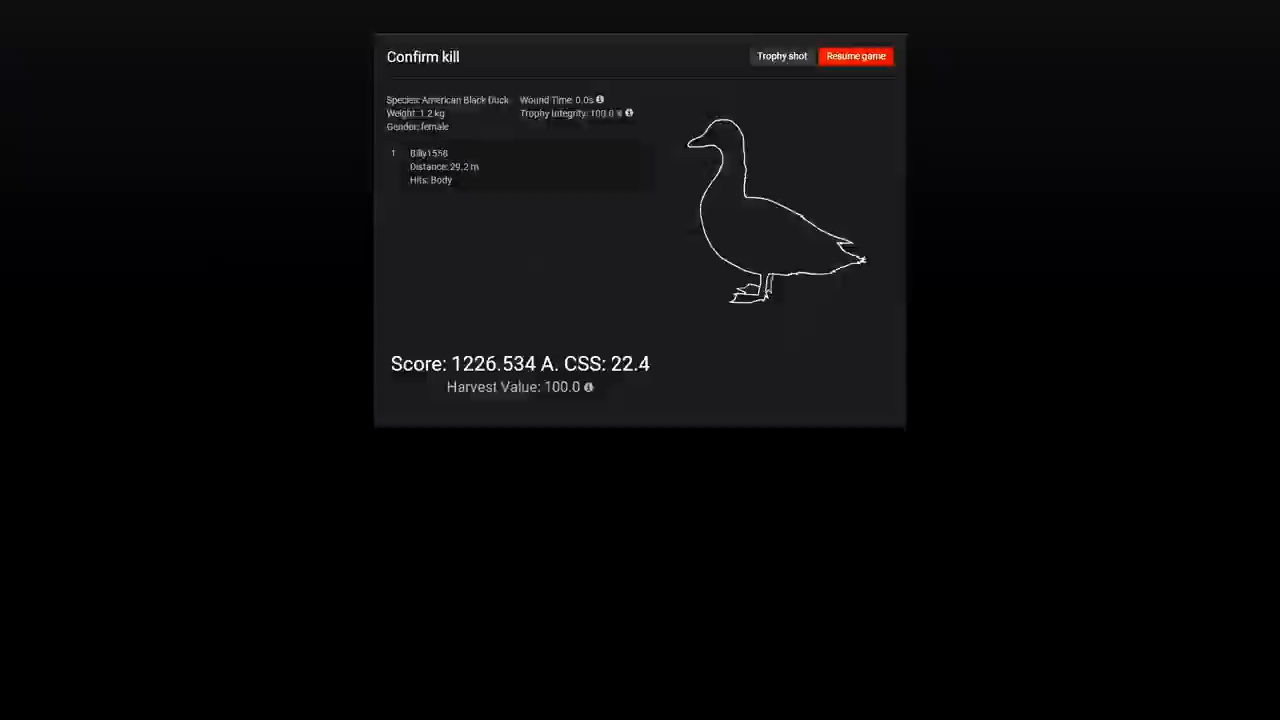 Confirm kill
Trophy shot
Resume game
Species: American Black Duck
Wound Time: 0.0s
Weight: 1.2 kg
Trophy Integrity: 100.0 %
Gender: female
1
Billy1558
Distance: 29.2 m
Hits: Body
Score: 1226.534 A. CSS: 22.4
Harvest Value: 100.0